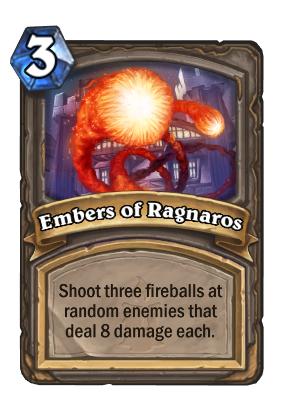 3
Embers of Ragnaros
Shoot three fireballs at
random enemies that
deal 8 damage each.